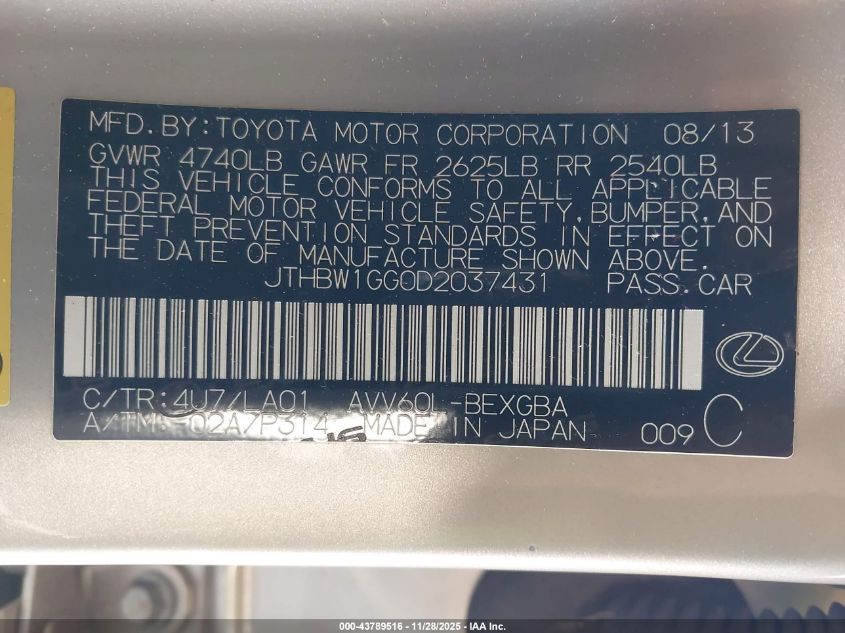 MFD.BY:TOYOTA MOTOR CORPORATION 08/13
GVWR 4740LB GAWR FR 2625LB RR 2540LB
THIS VEHICLE CONFORMS TO ALL APPLICABLE
FEDERAL MOTOR VEHICLE SAFETY,BUMPER,AND
THEFT PREVENTION STANDARDS IN EFFECT ON
THE DATE OF MANUFACTURE SHOWN ABOVE.
JTHBW1GG0D2037431 PASS.CAR
C/TR:4U7/LA01 AVV60L-BEXGBA
A/TM: 02A/P314 MADE IN JAPAN 009 C
000-43789516 | 11/28/2025 | IAA Inc.